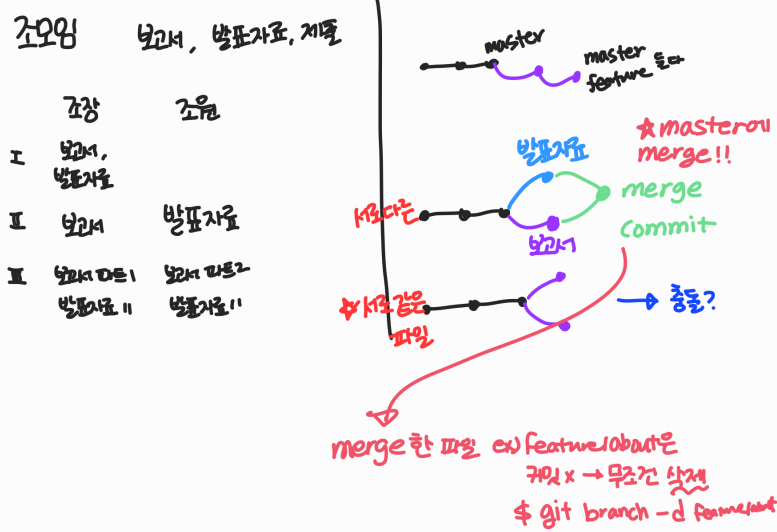 조모임 보고서, 발표자료, 제출
조장 조원
I 보고서,
발표자료
II 보고서 발표자료
III 보고서 파트1 보고서 파트2
발표자료 〃 발표자료 〃
master
master
feature 둘다
발표자료
☆master에
merge!!
서로다른
merge
commit
보고서
☆서로 같은
파일
충돌?
merge한 파일 ex) feature/about은
커밋 x → 무조건 삭제
$ git branch -d feature/about